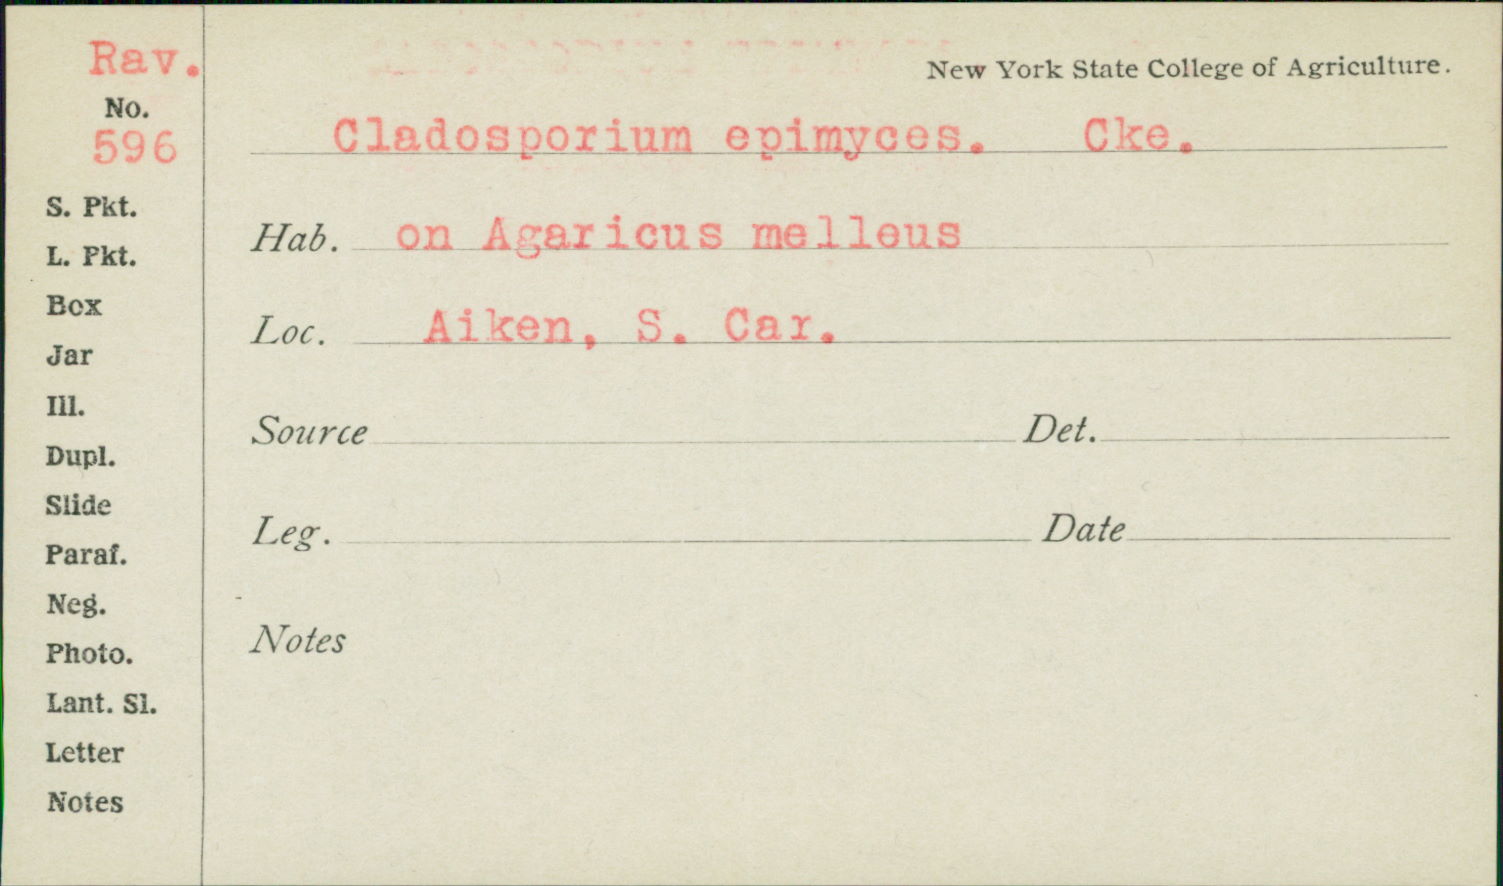 Rav.
No.
596
S. Pkt.
L. Pkt.
Box
Jar
Ill.
Dupl.
Slide
Paraf.
Neg.
Photo.
Lant. Sl.
Letter
Notes
New York State College of Agriculture.
Cladosporium epimyces. Cke.
Hab. on Agaricus melleus
Loc. Aiken, S. Car.
Source Det.
Leg. Date
Notes